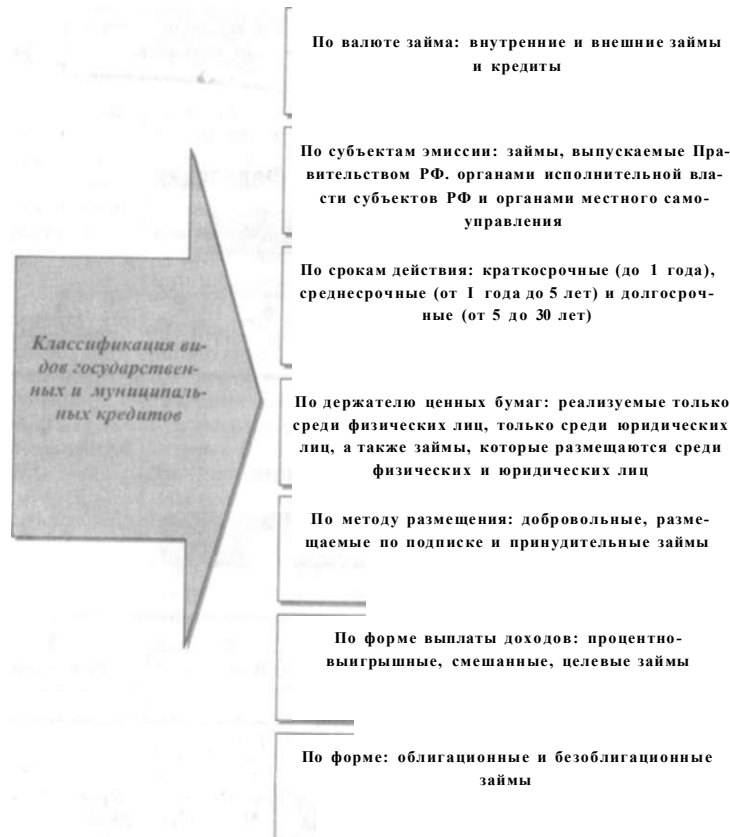 По валюте займа: внутренние и внешние займы
и кредиты
По субъектам эмиссии: займы, выпускаемые Пра-
вительством РФ. органами исполнительной вла-
сти субъектов РФ и органами местного само-
управления
По срокам действия: краткосрочные (до 1 года),
среднесрочные (от I года до 5 лет) и долгосроч-
ные (от 5 до 30 лет)
Классификация ви-
дов государствен-
ных и муниципаль-
ных кредитов
По держателю ценных бумаг: реализуемые только
среди физических лиц, только среди юридических
лиц, а также займы, которые размещаются среди
физических и юридических лиц
По методу размещения: добровольные, разме-
щаемые по подписке и принудительные займы
По форме выплаты доходов: процентно-
выигрышные, смешанные, целевые займы
По форме: облигационные и безоблигационные
займы